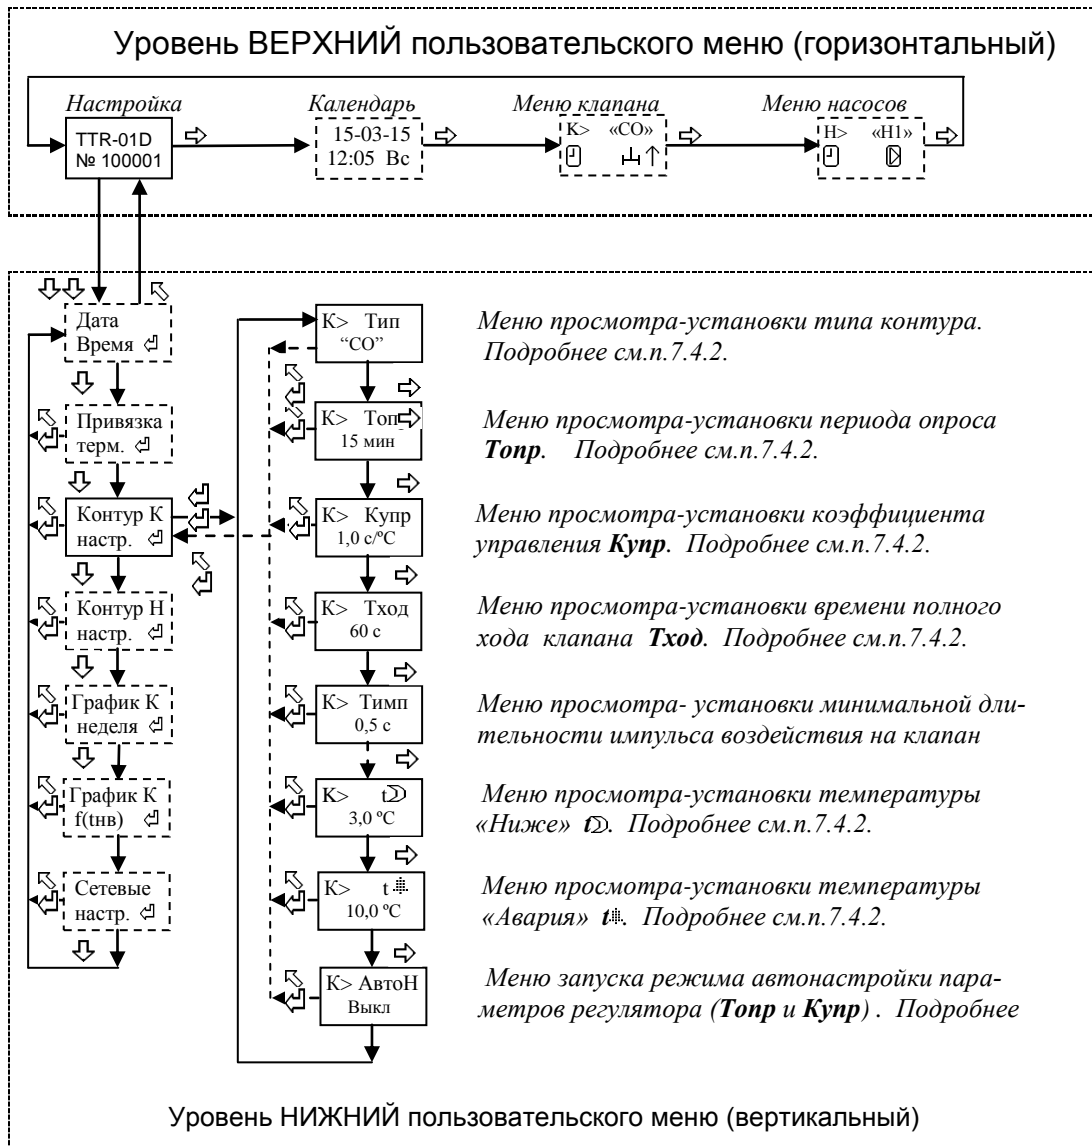 Уровень ВЕРХНИЙ пользовательского меню (горизонтальный)
Настройка
TTR-01D
№ 100001
Календарь
15-03-15
12:05 Вс
Меню клапана
К> «СО»
Меню насосов
Н> «Н1»
Дата
Время
Привязка
терм.
Контур К
настр.
Контур Н
настр.
График К
неделя
График К
f(tнв)
Сетевые
настр.
К> Тип
“СО”
Меню просмотра-установки типа контура.
Подробнее см.п.7.4.2.
К> Топ
15 мин
Меню просмотра-установки периода опроса
Топр. Подробнее см.п.7.4.2.
К> Купр
1,0 с/ºС
Меню просмотра-установки коэффициента
управления Купр. Подробнее см.п.7.4.2.
К> Тход
60 с
Меню просмотра-установки времени полного
хода клапана Тход. Подробнее см.п.7.4.2.
К> Тимп
0,5 с
Меню просмотра- установки минимальной дли-
тельности импульса воздействия на клапан
К> t
3,0 ºС
Меню просмотра-установки температуры
«Ниже» t. Подробнее см.п.7.4.2.
К> t
10,0 ºС
Меню просмотра-установки температуры
«Авария» t. Подробнее см.п.7.4.2.
К> АвтоН
Выкл
Меню запуска режима автонастройки пара-
метров регулятора (Топр и Купр) . Подробнее
Уровень НИЖНИЙ пользовательского меню (вертикальный)